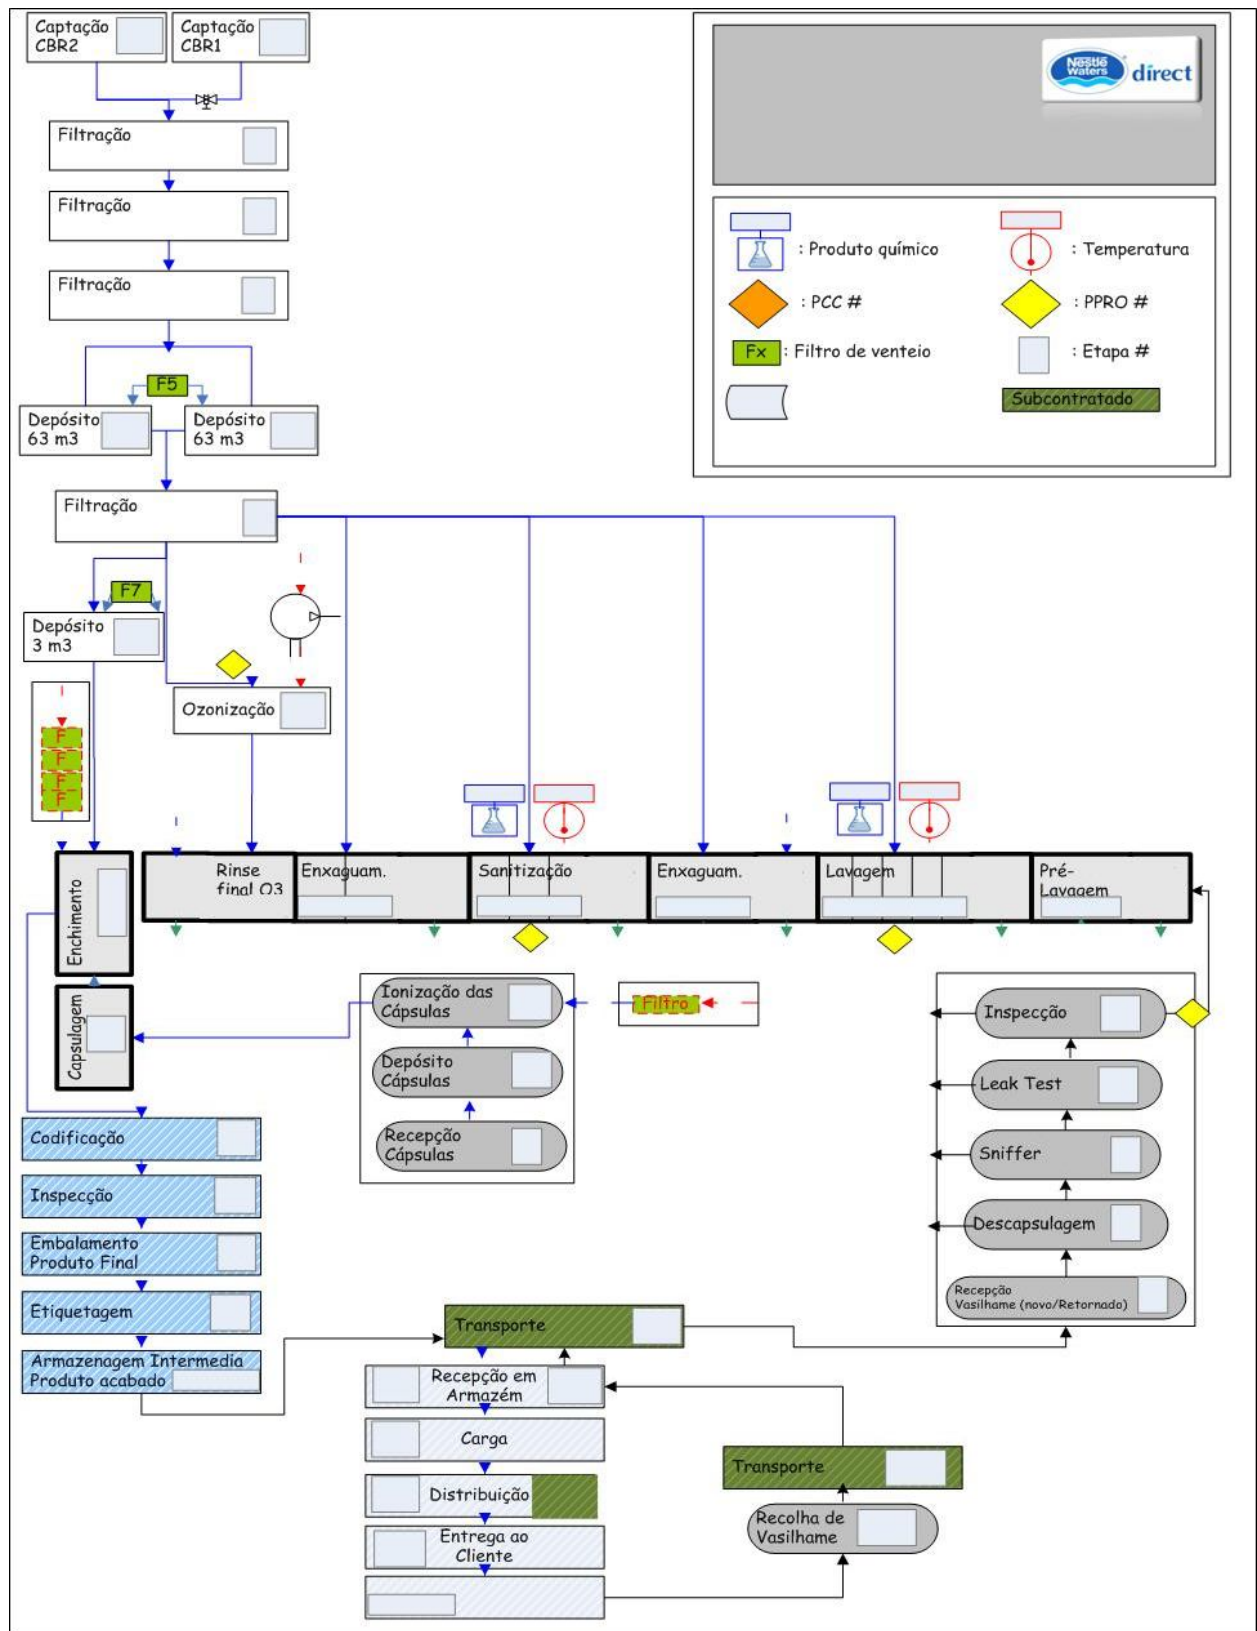 Captação
CBR2
Captação
CBR1
Nestlé
Waters
direct
Filtração
Filtração
Filtração
: Produto químico
: Temperatura
: PCC #
: PPRO #
Fx
: Filtro de venteio
: Etapa #
Subcontratado
F5
Depósito
63 m3
Depósito
63 m3
Filtração
F7
Depósito
3 m3
Ozonização
F
F
F
F
Enchimento
Rinse
final O3
Enxaguam.
Sanitização
Enxaguam.
Lavagem
Pré-
Lavagem
Capsulagem
Ionização das
Cápsulas
Filtro
Depósito
Cápsulas
Recepção
Cápsulas
Inspecção
Leak Test
Sniffer
Descapsulagem
Recepção
Vasilhame (novo/Retornado)
Codificação
Inspecção
Embalamento
Produto Final
Etiquetagem
Armazenagem Intermedia
Produto acabado
Transporte
Recepção em
Armazém
Carga
Distribuição
Entrega ao
Cliente
Transporte
Recolha de
Vasilhame